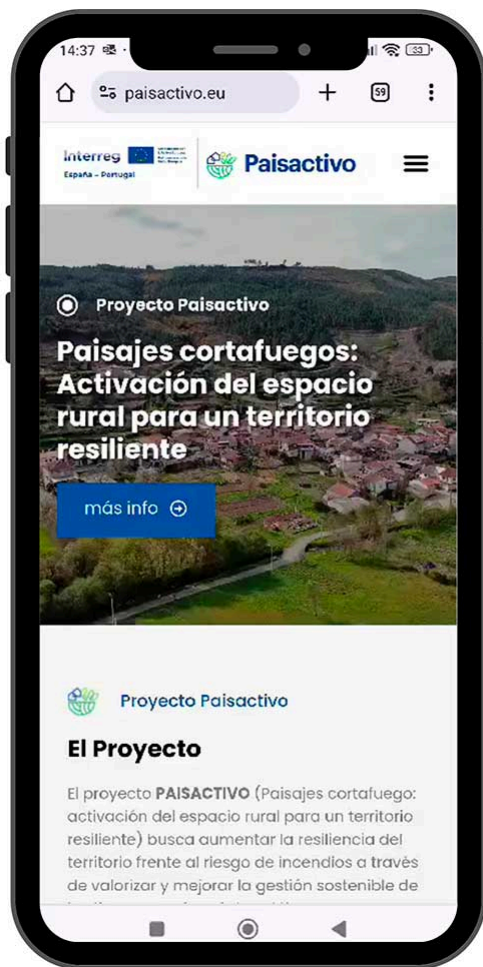 14:37
paisactivo.eu
59
33
Interreg
España – Portugal
Paisactivo
Proyecto Paisactivo
Paisajes cortafuegos:
Activación del espacio
rural para un territorio
resiliente
más info
Proyecto Paisactivo
El Proyecto
El proyecto PAISACTIVO (Paisajes cortafuego:
activación del espacio rural para un territorio
resiliente) busca aumentar la resiliencia del
territorio frente al riesgo de incendios a través
de valorizar y mejorar la gestión sostenible de